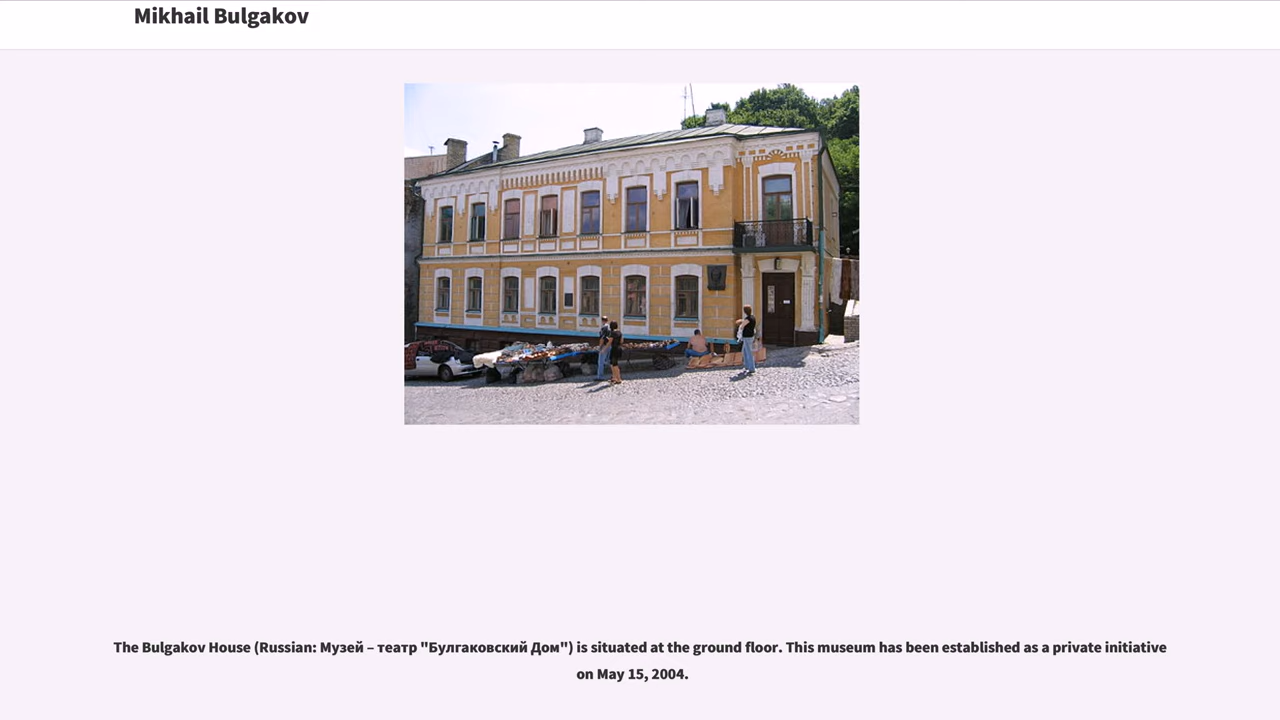 Mikhail Bulgakov
The Bulgakov House (Russian: Музей – театр "Булгаковский Дом") is situated at the ground floor. This museum has been established as a private initiative
on May 15, 2004.